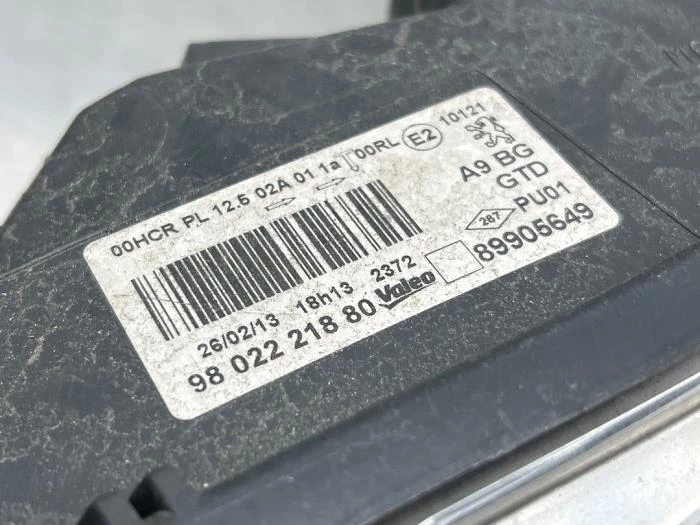 00HCR PL 12.5 02A 01 1a 00RL E2 10121
A9 BG
GTD
26/02/13 18h13 2372
287 PU01
98 022 218 80 Valeo 89905649